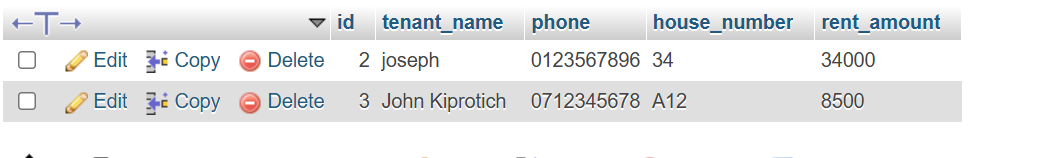 id tenant_name phone house_number rent_amount
Edit Copy Delete 2 joseph 0123567896 34 34000
Edit Copy Delete 3 John Kiprotich 0712345678 A12 8500